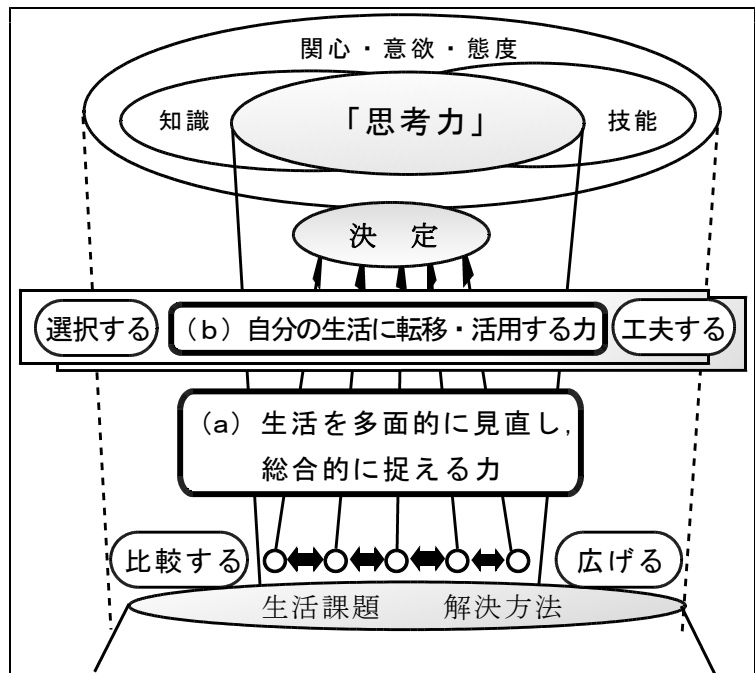 関心・意欲・態度
知識 「思考力」 技能
決 定
選択する (b) 自分の生活に転移・活用する力 工夫する
(a) 生活を多面的に見直し,
総合的に捉える力
比較する 広げる
生活課題 解決方法